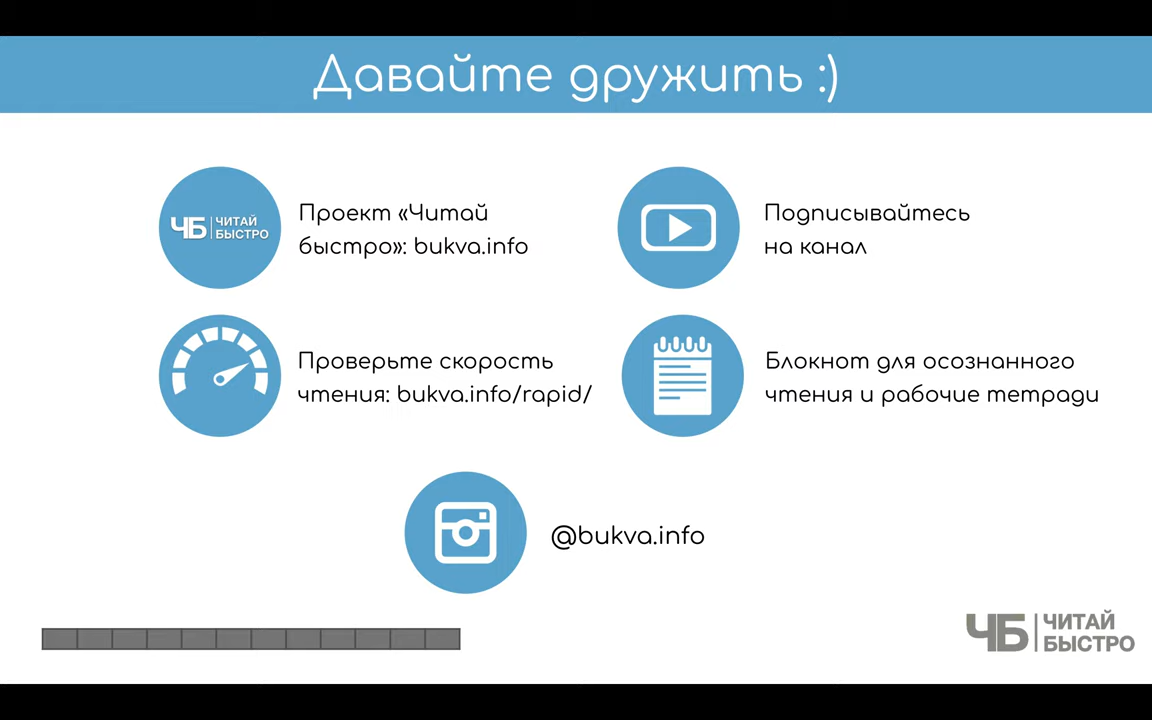 Давайте дружить :)
ЧБ ЧИТАЙ
БЫСТРО
Проект «Читай
быстро»: bukva.info
Подписывайтесь
на канал
Проверьте скорость
чтения: bukva.info/rapid/
Блокнот для осознанного
чтения и рабочие тетради
@bukva.info
ЧБ ЧИТАЙ
БЫСТРО